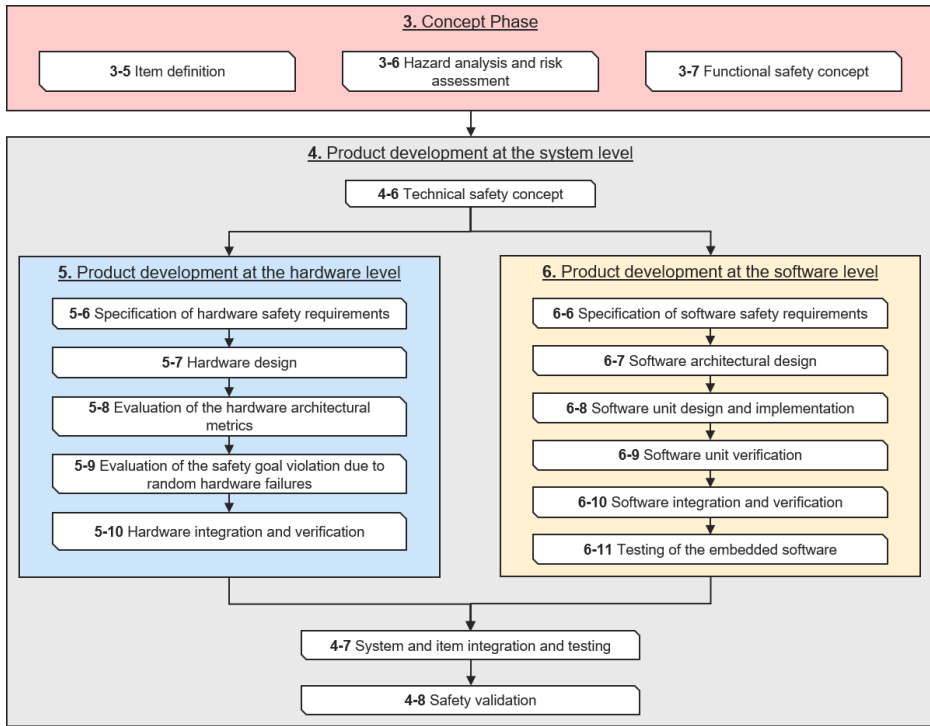 3. Concept Phase
3-5 Item definition
3-6 Hazard analysis and risk
assessment
3-7 Functional safety concept
4. Product development at the system level
4-6 Technical safety concept
5. Product development at the hardware level
5-6 Specification of hardware safety requirements
5-7 Hardware design
5-8 Evaluation of the hardware architectural
metrics
5-9 Evaluation of the safety goal violation due to
random hardware failures
5-10 Hardware integration and verification
6. Product development at the software level
6-6 Specification of software safety requirements
6-7 Software architectural design
6-8 Software unit design and implementation
6-9 Software unit verification
6-10 Software integration and verification
6-11 Testing of the embedded software
4-7 System and item integration and testing
4-8 Safety validation